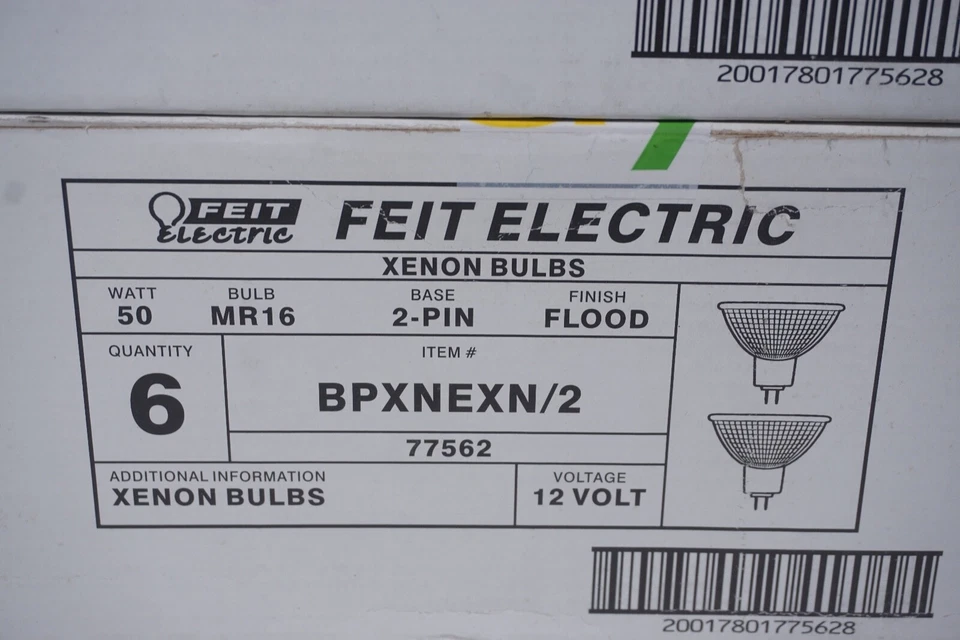 20017801775628
FEIT
Electric
FEIT ELECTRIC
XENON BULBS
WATT BULB BASE FINISH
50 MR16 2-PIN FLOOD
QUANTITY
6
ITEM #
BPXNEXN/2
77562
ADDITIONAL INFORMATION
XENON BULBS
VOLTAGE
12 VOLT
20017801775628